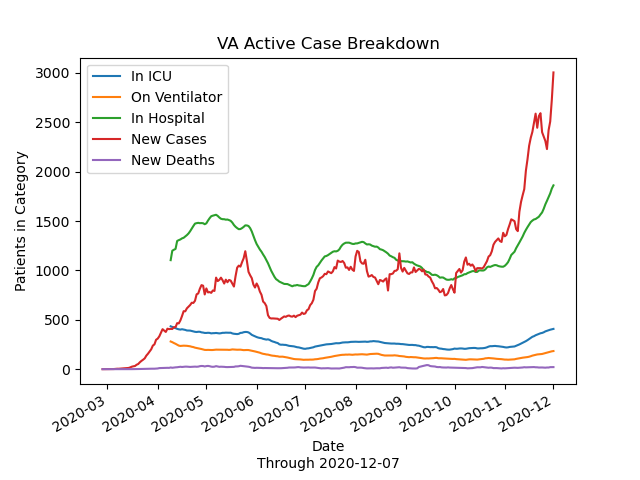 VA Active Case Breakdown
In ICU
On Ventilator
In Hospital
New Cases
New Deaths
Patients in Category
3000
2500
2000
1500
1000
500
0
2020-03
2020-04
2020-05
2020-06
2020-07
2020-08
2020-09
2020-10
2020-11
2020-12
Date
Through 2020-12-07